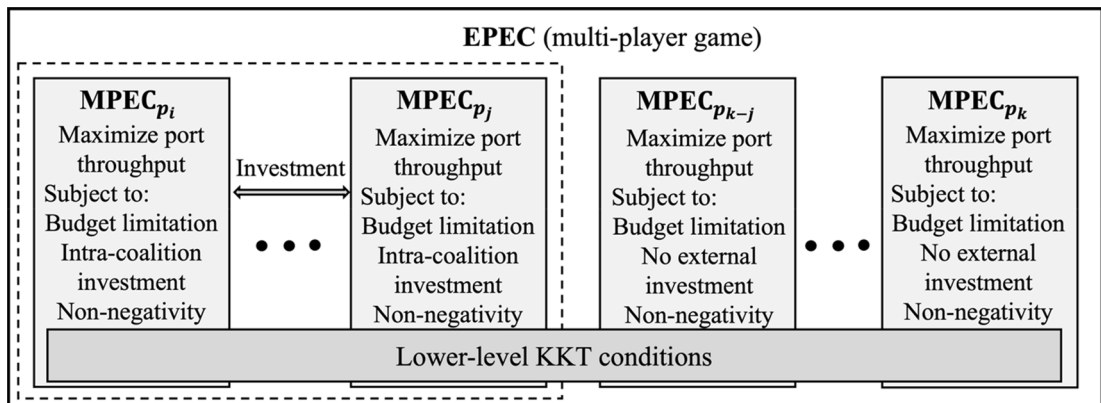 EPEC (multi-player game)
MPEC_{p_i}
Maximize port
throughput
Subject to:
Budget limitation
Intra-coalition
investment
Non-negativity
Investment
MPEC_{p_j}
Maximize port
throughput
Subject to:
Budget limitation
Intra-coalition
investment
Non-negativity
MPEC_{p_{k-j}}
Maximize port
throughput
Subject to:
Budget limitation
No external
investment
Non-negativity
MPEC_{p_k}
Maximize port
throughput
Subject to:
Budget limitation
No external
investment
Non-negativity
Lower-level KKT conditions